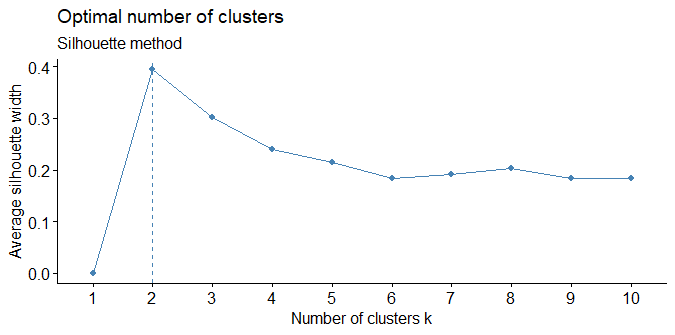 Optimal number of clusters
Silhouette method
Average silhouette width
0.4
0.3
0.2
0.1
0.0
1 2 3 4 5 6 7 8 9 10
Number of clusters k